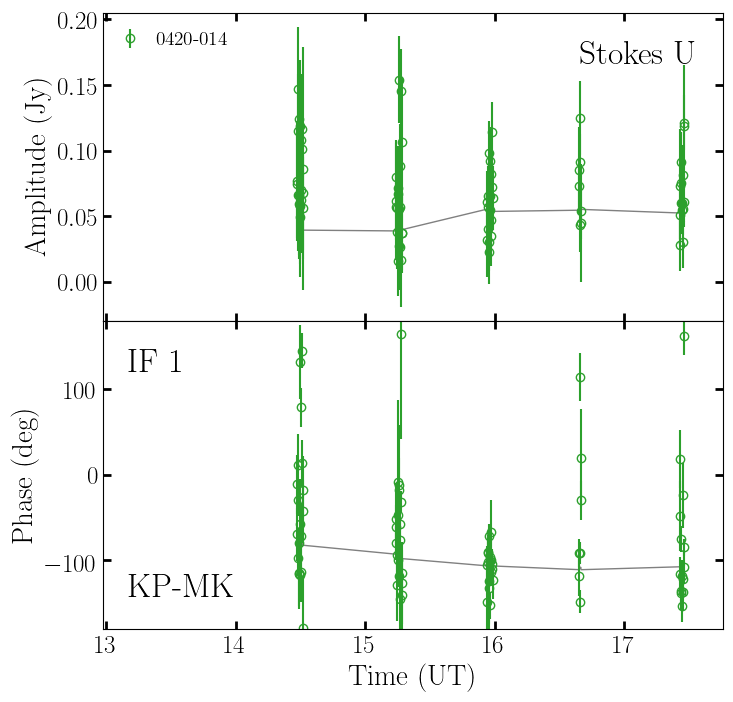 0.20
0.15
0.10
0.05
0.00
Amplitude (Jy)
0420-014
Stokes U
100
0
−100
Phase (deg)
IF 1
KP-MK
13 14 15 16 17
Time (UT)